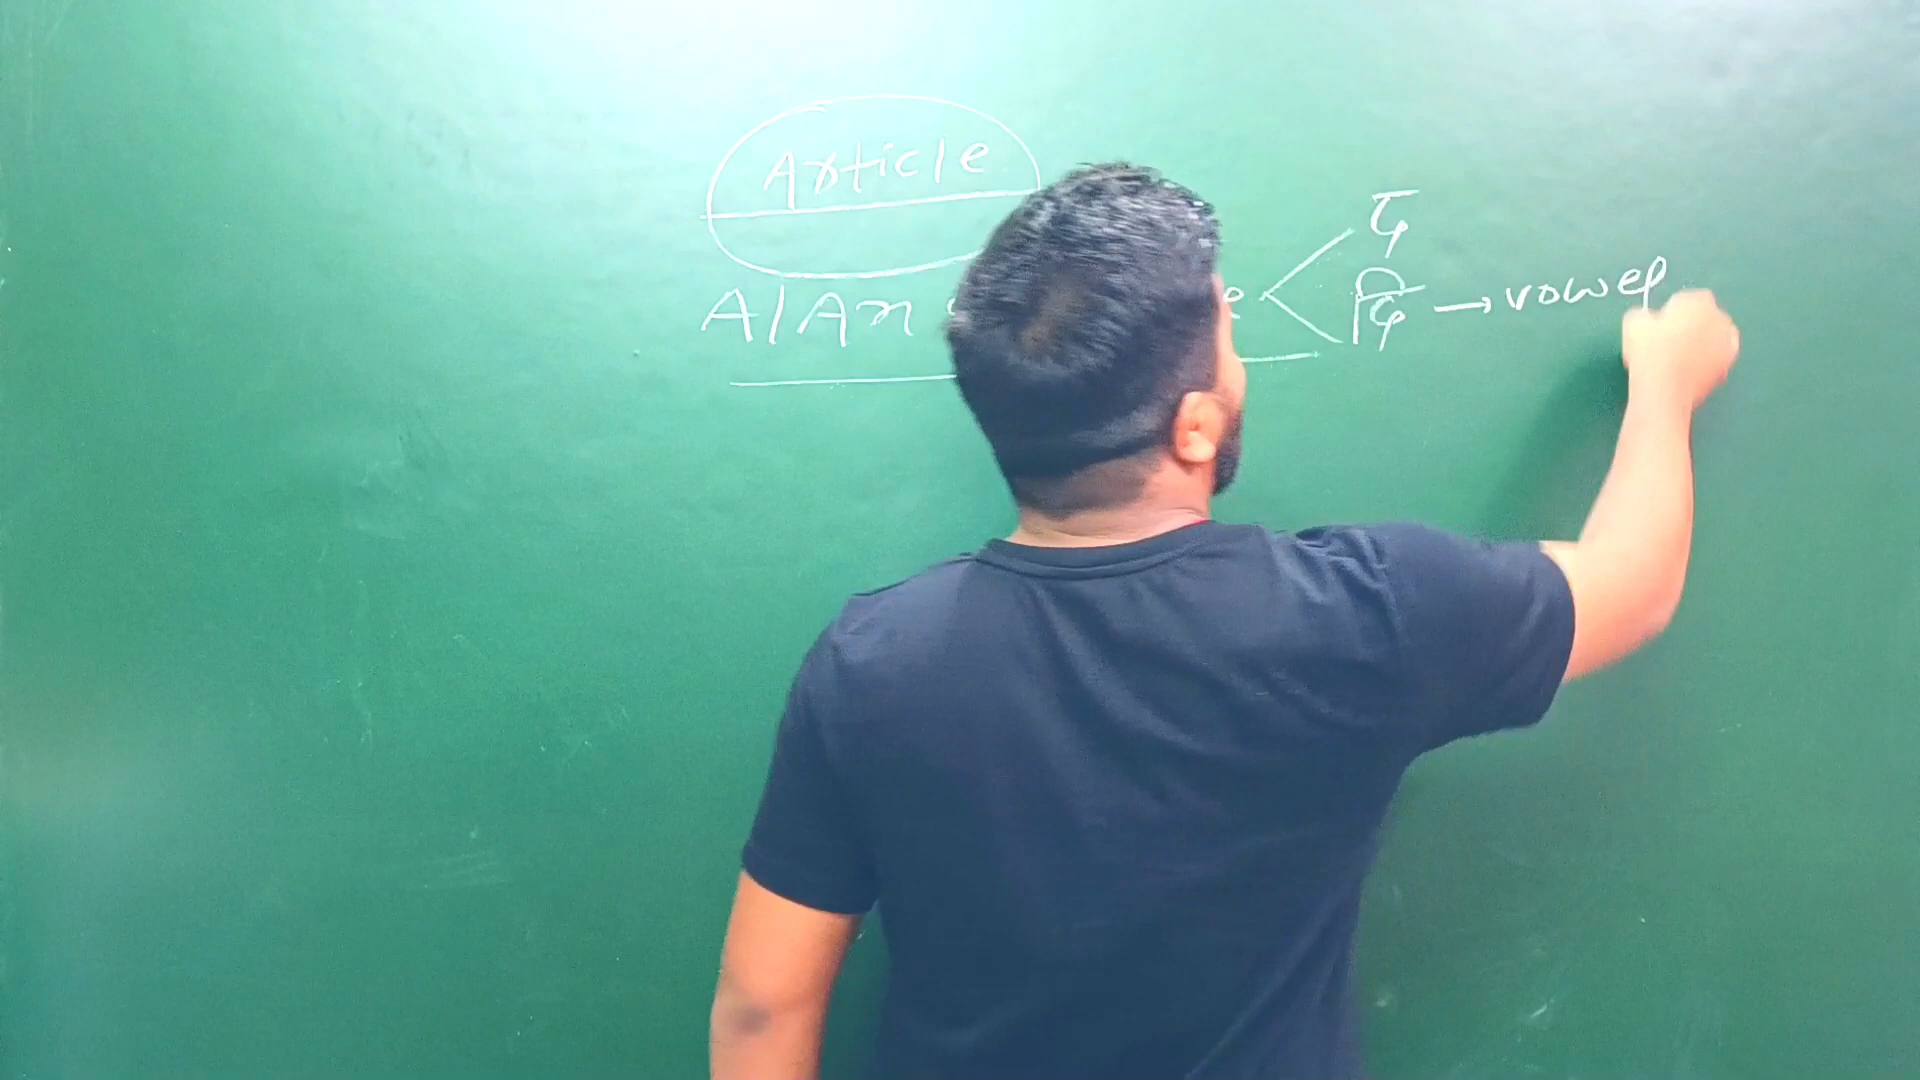 Article
A/An
द
दि → vowel